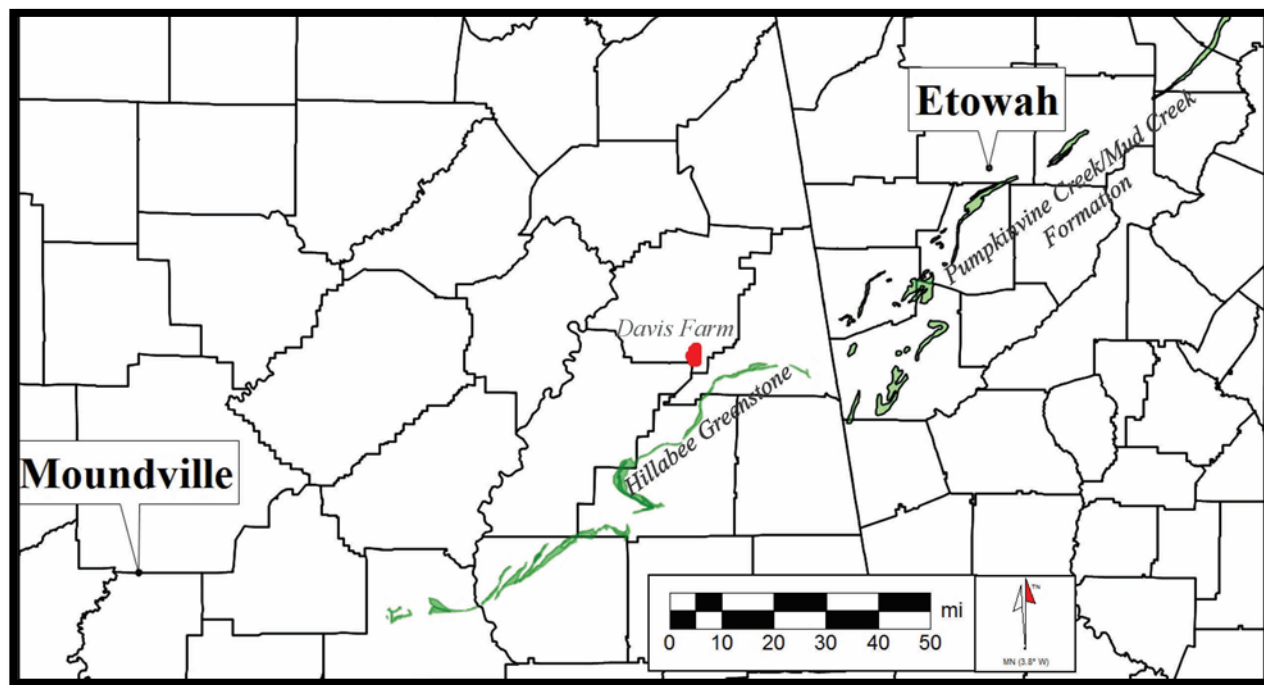 Etowah
Pumpkinvine Creek/Mud Creek
Formation
Davis Farm
Hillabee Greenstone
Moundville
mi
0 10 20 30 40 50
TN
MN (3.8° W)